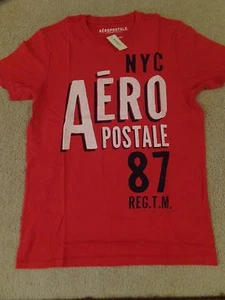 AÉROPOSTALE
NYC
AÉRO
POSTALE
87
REG.T.M.